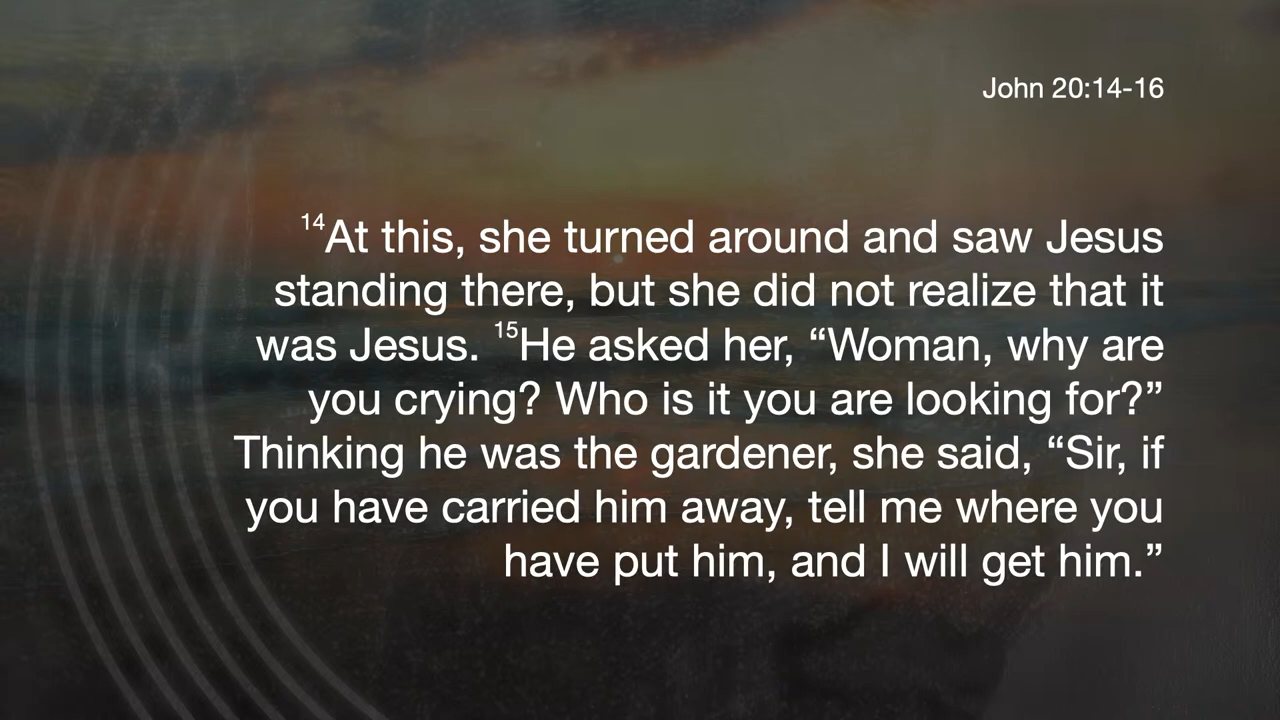 John 20:14-16
14At this, she turned around and saw Jesus
standing there, but she did not realize that it
was Jesus. 15He asked her, “Woman, why are
you crying? Who is it you are looking for?”
Thinking he was the gardener, she said, “Sir, if
you have carried him away, tell me where you
have put him, and I will get him.”